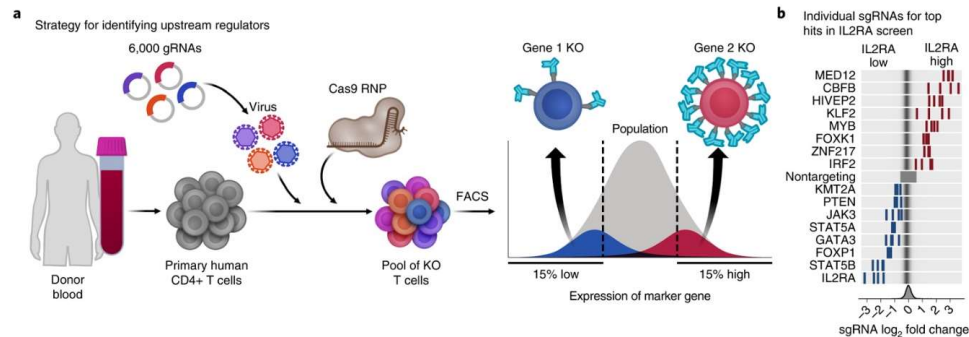 a
Strategy for identifying upstream regulators
6,000 gRNAs
Virus
Cas9 RNP
Donor
blood
Primary human
CD4+ T cells
Pool of KO
T cells
FACS
Gene 1 KO
Gene 2 KO
Population
15% low
15% high
Expression of marker gene
b
Individual sgRNAs for top
hits in IL2RA screen
IL2RA
low
IL2RA
high
MED12
CBFB
HIVEP2
KLF2
MYB
FOXK1
ZNF217
IRF2
Nontargeting
KMT2A
PTEN
JAK3
STAT5A
GATA3
FOXP1
STAT5B
IL2RA
–3 –2 –1 0 1 2 3
sgRNA log2 fold change